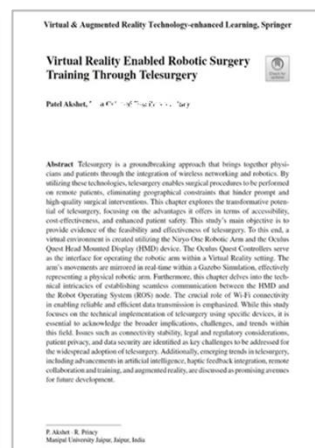 Virtual & Augmented Reality Technology-enhanced Learning, Springer
Virtual Reality Enabled Robotic Surgery
Training Through Telesurgery
Patel Akshet,
Abstract Telesurgery is a groundbreaking approach that brings together physi-
cians and patients through the integration of wireless networking and robotics. By
utilizing these technologies, telesurgery enables surgical procedures to be performed
on remote patients, eliminating geographical constraints that hinder prompt and
high-quality surgical interventions. This chapter explores the transformative poten-
tial of telesurgery, focusing on the advantages it offers in terms of accessibility,
cost-effectiveness, and enhanced patient safety. This study's main objective is to
provide evidence of the feasibility and effectiveness of telesurgery. To this end, a
virtual environment is created utilizing the Niryo One Robotic Arm and the Oculus
Quest Head Mounted Display (HMD) device. The Oculus Quest Controllers serve
as the interface for operating the robotic arm within a Virtual Reality Setting. The
arm's movements are mirrored in real-time within a Gazebo Simulation, effectively
representing a physical robotic arm. Furthermore, this chapter delves into the tech-
nical intricacies of establishing seamless communication between the HMD and
the Robot Operating System (ROS) node. The crucial role of Wi-Fi connectivity
in enabling reliable and efficient data transmission is emphasized. While this study
focuses on the technical implementation of telesurgery using specific devices, it is
essential to acknowledge the broader implications, challenges, and trends within
this field. Issues such as connectivity stability, legal and regulatory considerations,
patient privacy, and data security are identified as key challenges to be addressed for
the widespread adoption of telesurgery. Additionally, emerging trends in telesurgery,
including advancements in artificial intelligence, haptic feedback integration, remote
collaboration and training, and augmented reality, are discussed as promising avenues
for future development.
P. Akshet · R. Princy
Manipal University Jaipur, Jaipur, India